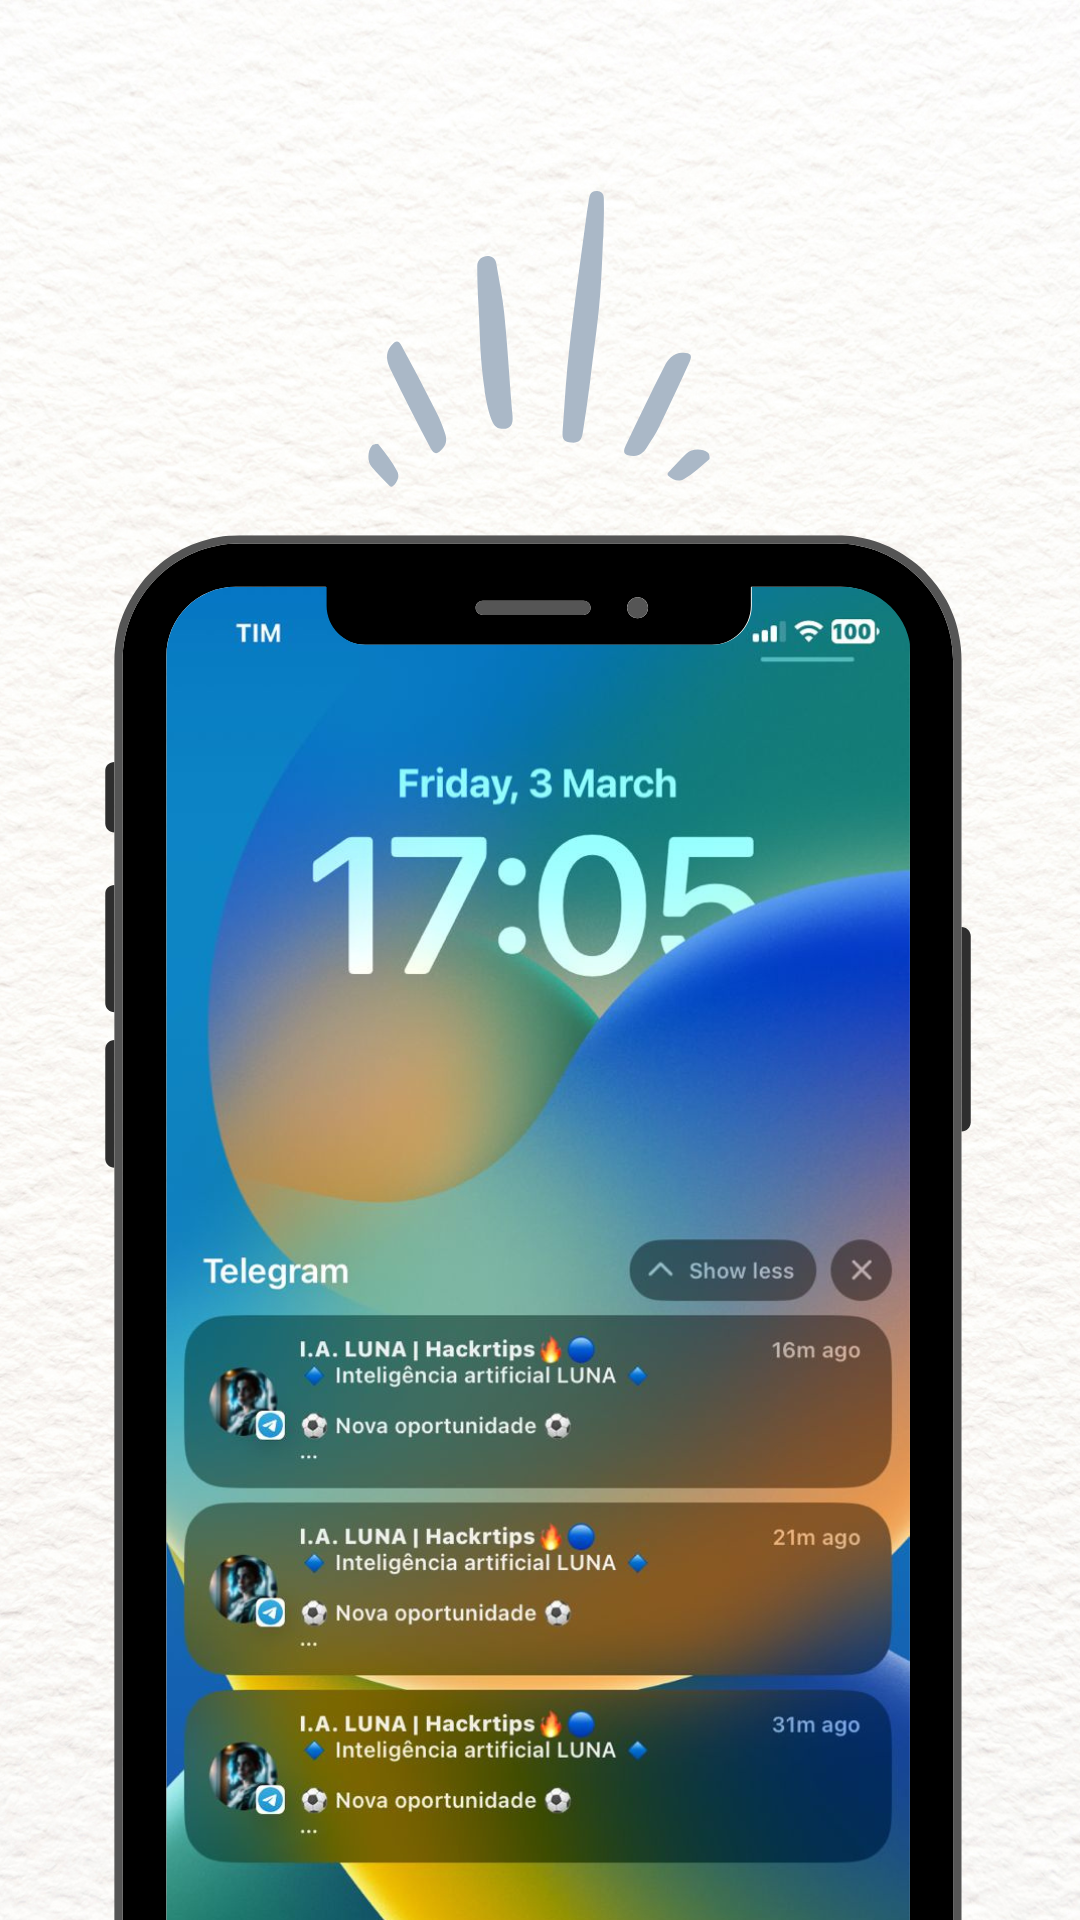 TIM
100
Friday, 3 March
17:05
Telegram
Show less
I.A. LUNA | Hackrtips🔥🔵
16m ago
🔹 Inteligência artificial LUNA 🔹
⚽ Nova oportunidade ⚽
...
I.A. LUNA | Hackrtips🔥🔵
21m ago
🔹 Inteligência artificial LUNA 🔹
⚽ Nova oportunidade ⚽
...
I.A. LUNA | Hackrtips🔥🔵
31m ago
🔹 Inteligência artificial LUNA 🔹
⚽ Nova oportunidade ⚽
...